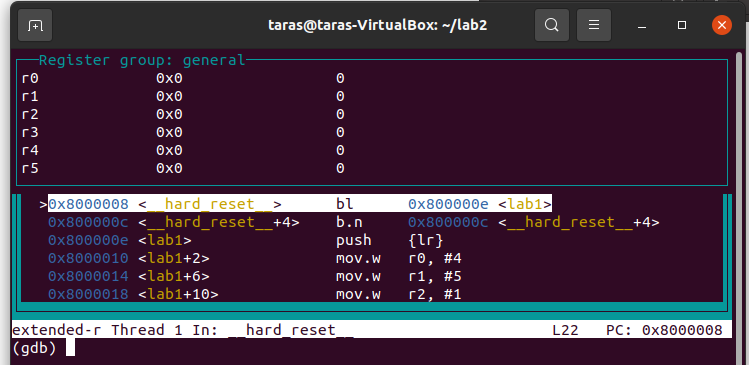 taras@taras-VirtualBox: ~/lab2
Register group: general
r0 0x0 0
r1 0x0 0
r2 0x0 0
r3 0x0 0
r4 0x0 0
r5 0x0 0
>0x8000008 <__hard_reset__> bl 0x800000e <lab1>
0x800000c <__hard_reset__+4> b.n 0x800000c <__hard_reset__+4>
0x800000e <lab1> push {lr}
0x8000010 <lab1+2> mov.w r0, #4
0x8000014 <lab1+6> mov.w r1, #5
0x8000018 <lab1+10> mov.w r2, #1
extended-r Thread 1 In: __hard_reset__ L22 PC: 0x8000008
(gdb)